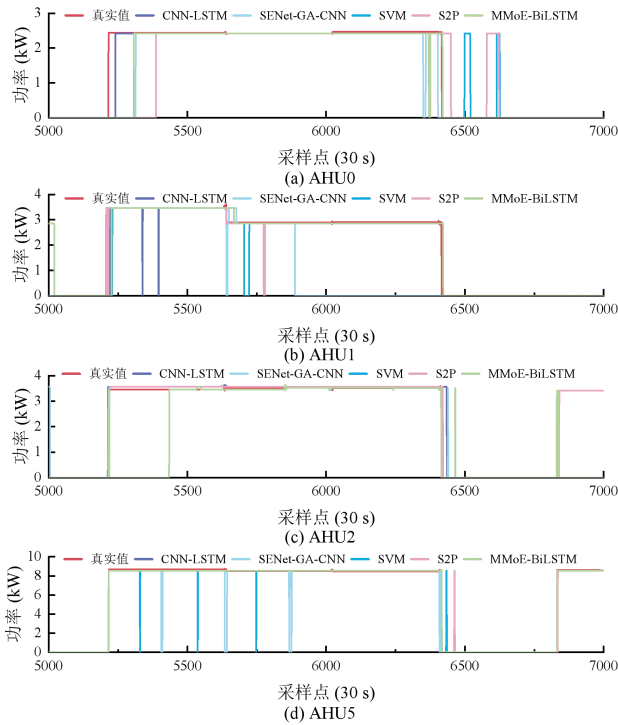 真实值 CNN-LSTM SENet-GA-CNN SVM S2P MMoE-BiLSTM
3
2
1
0
功率 (kW)
5000 5500 6000 6500 7000
采样点 (30 s)
(a) AHU0
真实值 CNN-LSTM SENet-GA-CNN SVM S2P MMoE-BiLSTM
4
3
2
1
0
功率 (kW)
5000 5500 6000 6500 7000
采样点 (30 s)
(b) AHU1
真实值 CNN-LSTM SENet-GA-CNN SVM S2P MMoE-BiLSTM
4
3
2
1
0
功率 (kW)
5000 5500 6000 6500 7000
采样点 (30 s)
(c) AHU2
真实值 CNN-LSTM SENet-GA-CNN SVM S2P MMoE-BiLSTM
10
8
6
4
2
0
功率 (kW)
5000 5500 6000 6500 7000
采样点 (30 s)
(d) AHU5